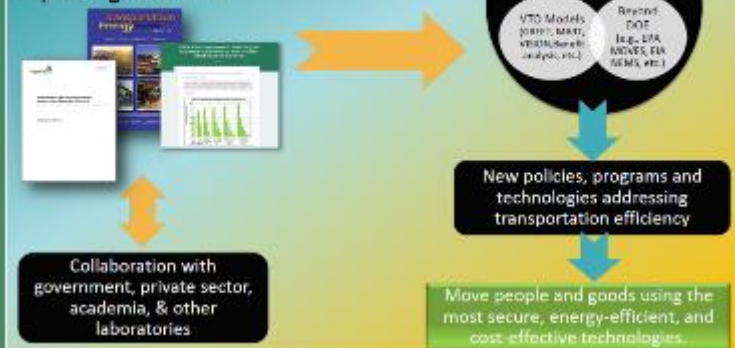 Transportation
Energy
VTO Models
(GREET, MA3T,
VISION, Benefit
analysis, etc.)
Beyond
DOE
(e.g., EPA
MOVES, EIA
NEMS, etc.)
New policies, programs and
technologies addressing
transportation efficiency
Collaboration with
government, private sector,
academia, & other
laboratories
Move people and goods using the
most secure, energy-efficient, and
cost-effective technologies.